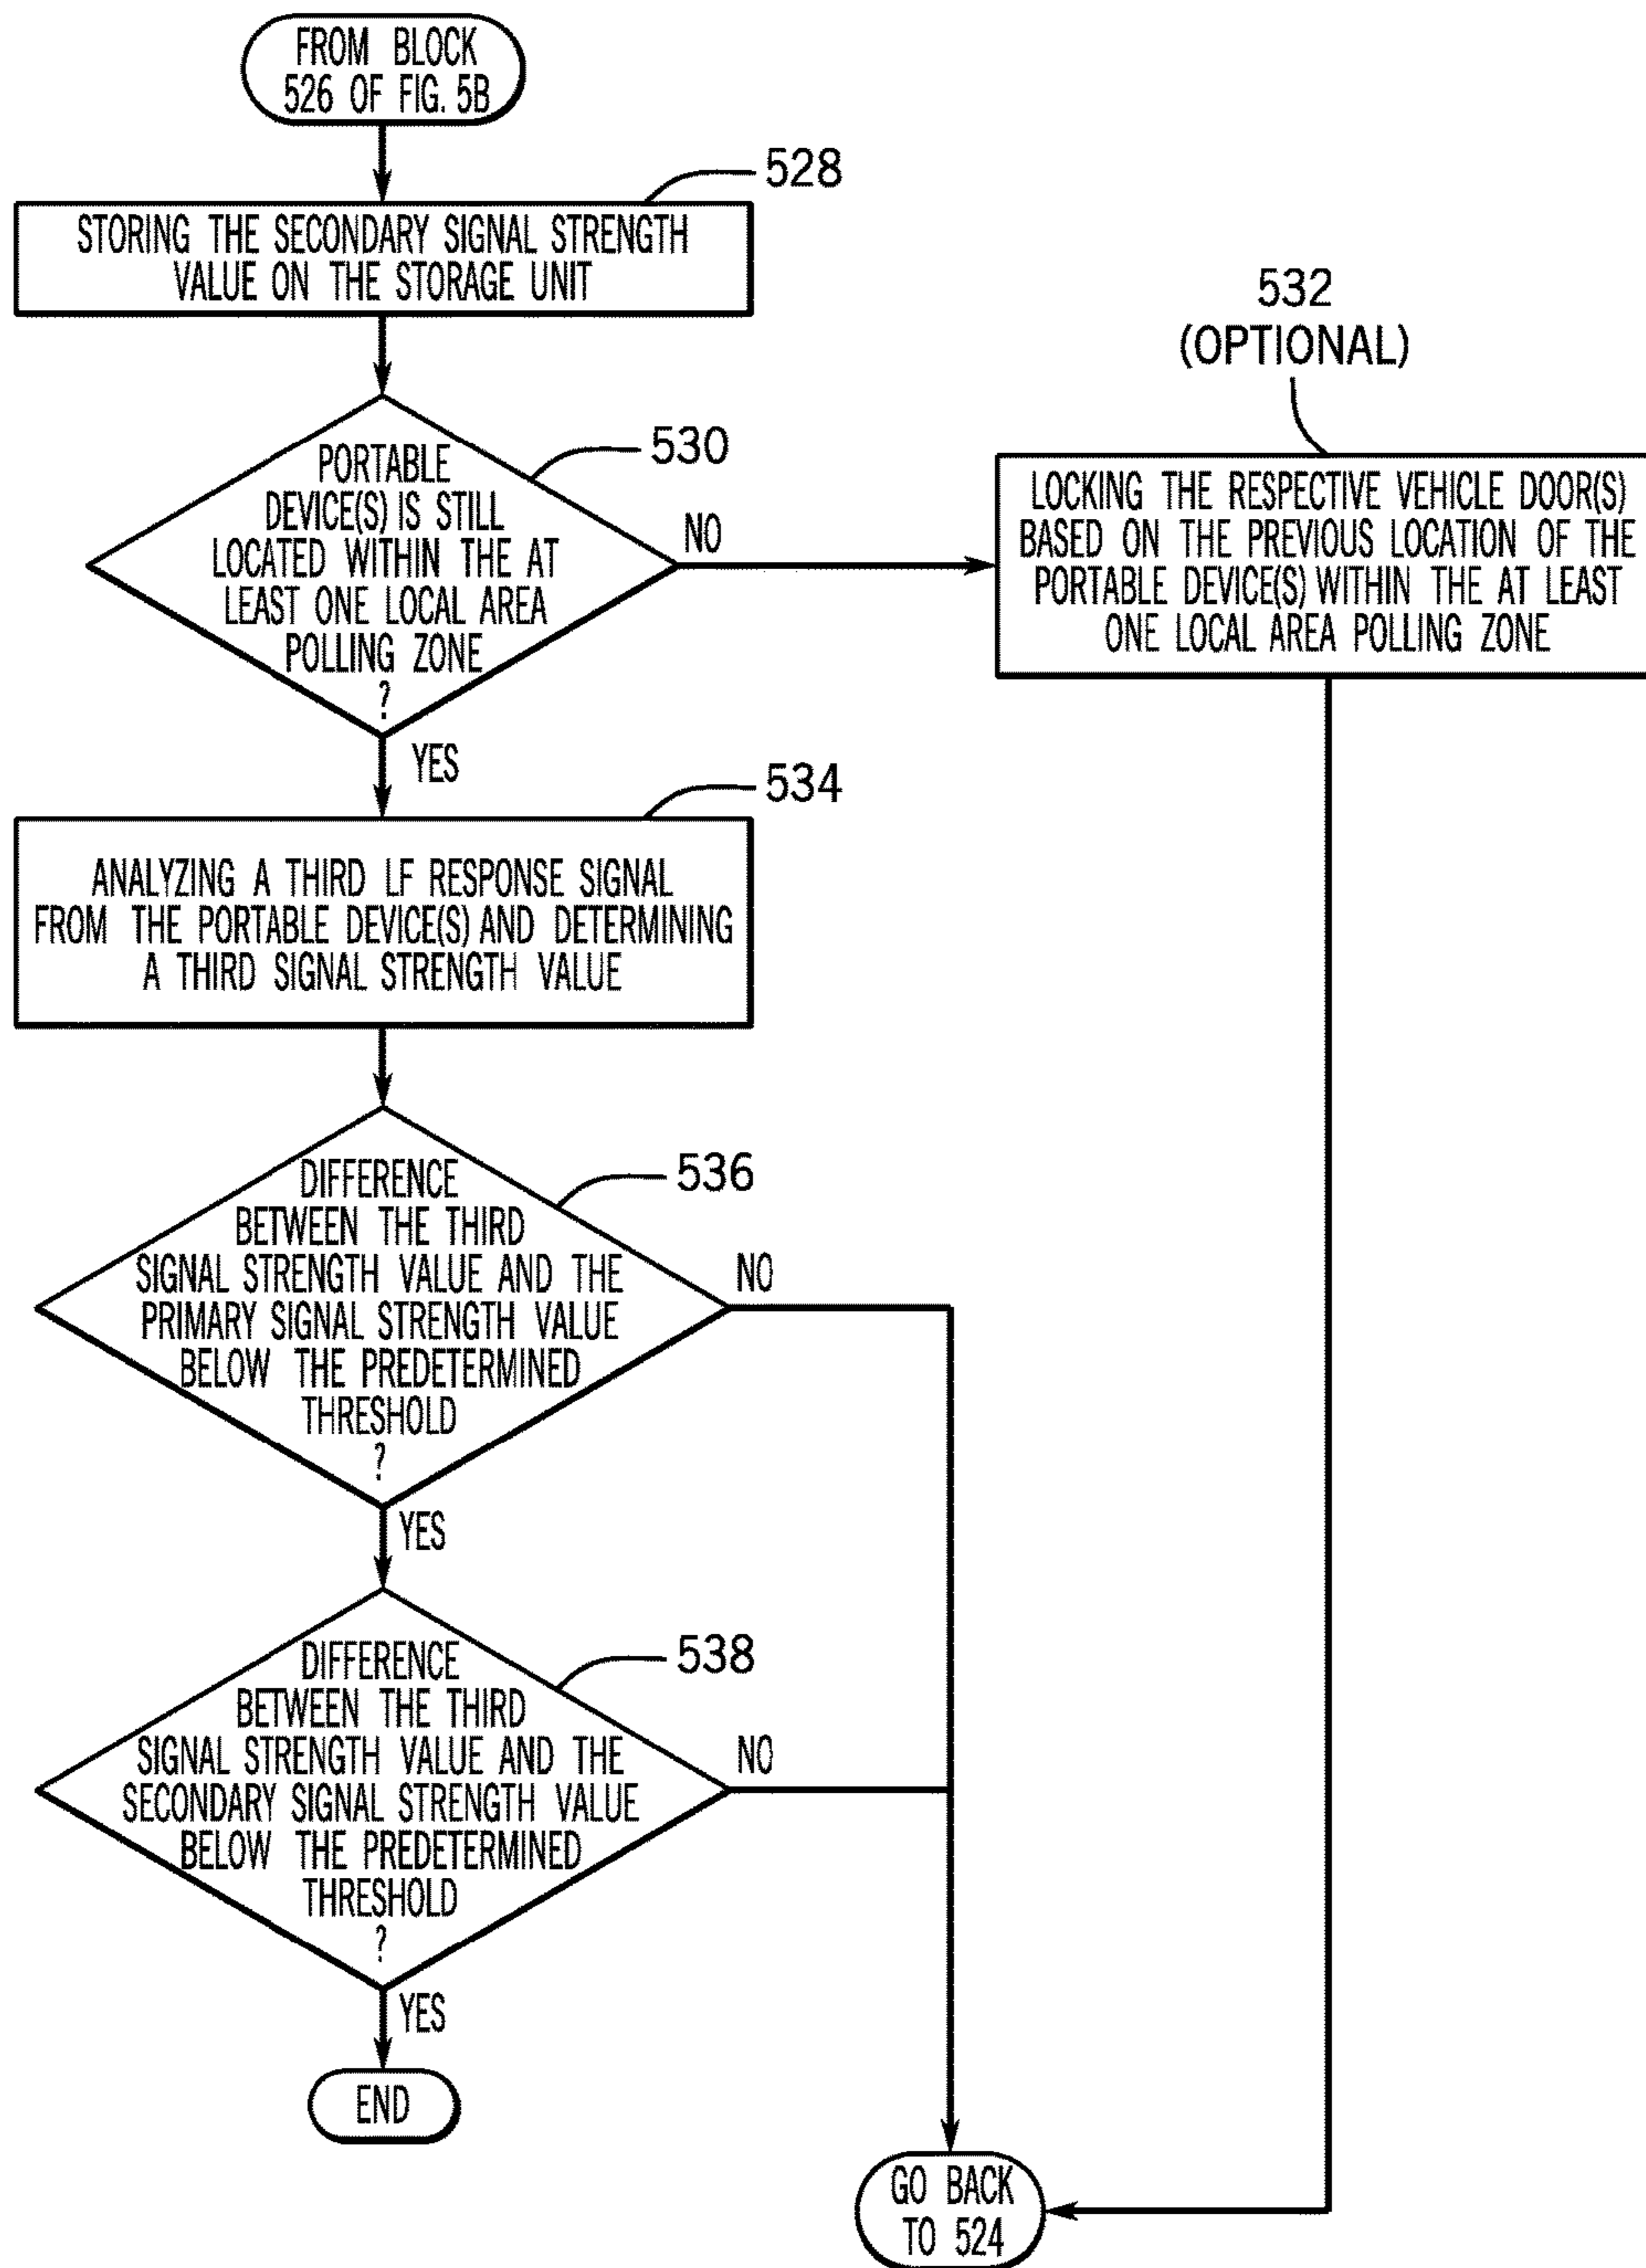 FROM BLOCK
526 OF FIG. 5B
528
STORING THE SECONDARY SIGNAL STRENGTH
VALUE ON THE STORAGE UNIT
532
(OPTIONAL)
530
PORTABLE
DEVICE(S) IS STILL
LOCATED WITHIN THE AT
LEAST ONE LOCAL AREA
POLLING ZONE
?
NO
LOCKING THE RESPECTIVE VEHICLE DOOR(S)
BASED ON THE PREVIOUS LOCATION OF THE
PORTABLE DEVICE(S) WITHIN THE AT LEAST
ONE LOCAL AREA POLLING ZONE
YES
534
ANALYZING A THIRD LF RESPONSE SIGNAL
FROM THE PORTABLE DEVICE(S) AND DETERMINING
A THIRD SIGNAL STRENGTH VALUE
536
DIFFERENCE
BETWEEN THE THIRD
SIGNAL STRENGTH VALUE AND THE
PRIMARY SIGNAL STRENGTH VALUE
BELOW THE PREDETERMINED
THRESHOLD
?
NO
YES
538
DIFFERENCE
BETWEEN THE THIRD
SIGNAL STRENGTH VALUE AND THE
SECONDARY SIGNAL STRENGTH VALUE
BELOW THE PREDETERMINED
THRESHOLD
?
NO
YES
END
GO BACK
TO 524